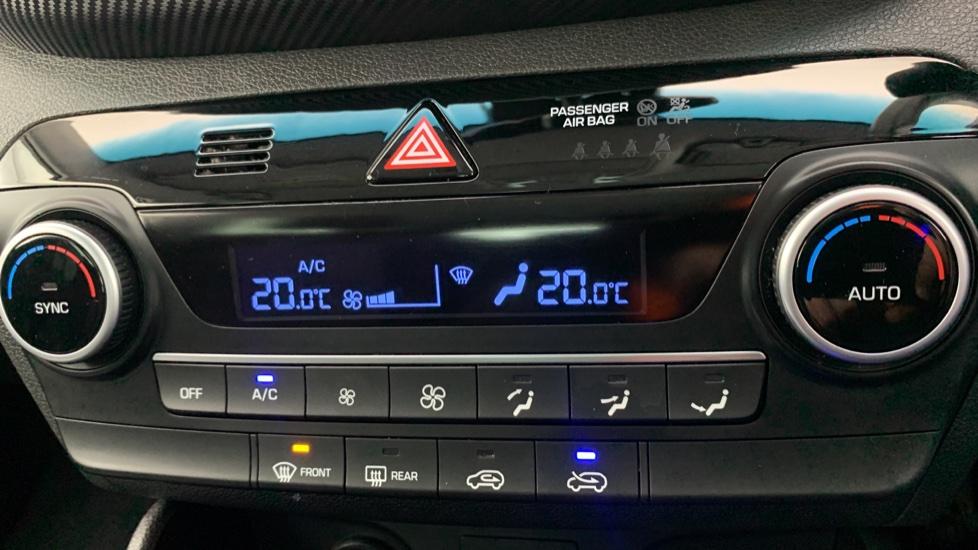 PASSENGER
AIR BAG ON OFF
A/C
20.0°C 20.0°C
SYNC
AUTO
OFF A/C
FRONT REAR